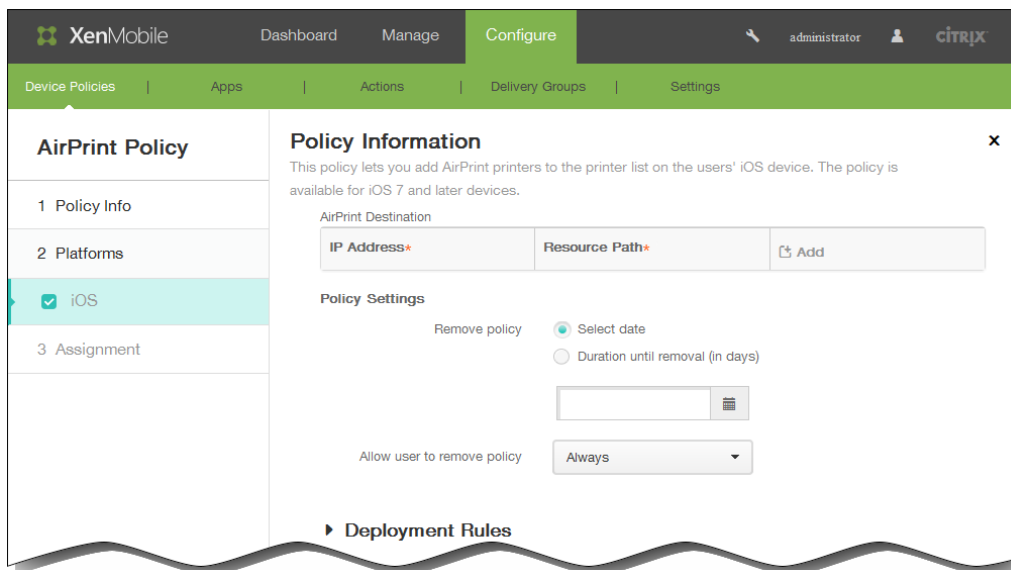 XenMobile Dashboard Manage Configure administrator CİTRIX
Device Policies | Apps | Actions | Delivery Groups | Settings
AirPrint Policy
1 Policy Info
2 Platforms
iOS
3 Assignment
Policy Information
This policy lets you add AirPrint printers to the printer list on the users' iOS device. The policy is
available for iOS 7 and later devices.
AirPrint Destination
IP Address* Resource Path* Add
Policy Settings
Remove policy Select date
Duration until removal (in days)
Allow user to remove policy Always
Deployment Rules